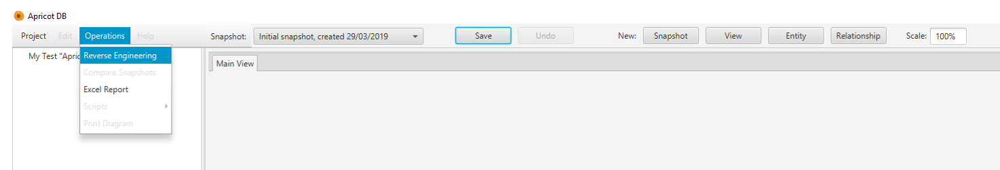 Apricot DB
Project Edit Operations Help Snapshot: Initial snapshot, created 29/03/2019 Save Undo New: Snapshot View Entity Relationship Scale: 100%
My Test "Apric
Reverse Engineering
Compare Snapshots
Excel Report
Scripts
Print Diagram
Main View